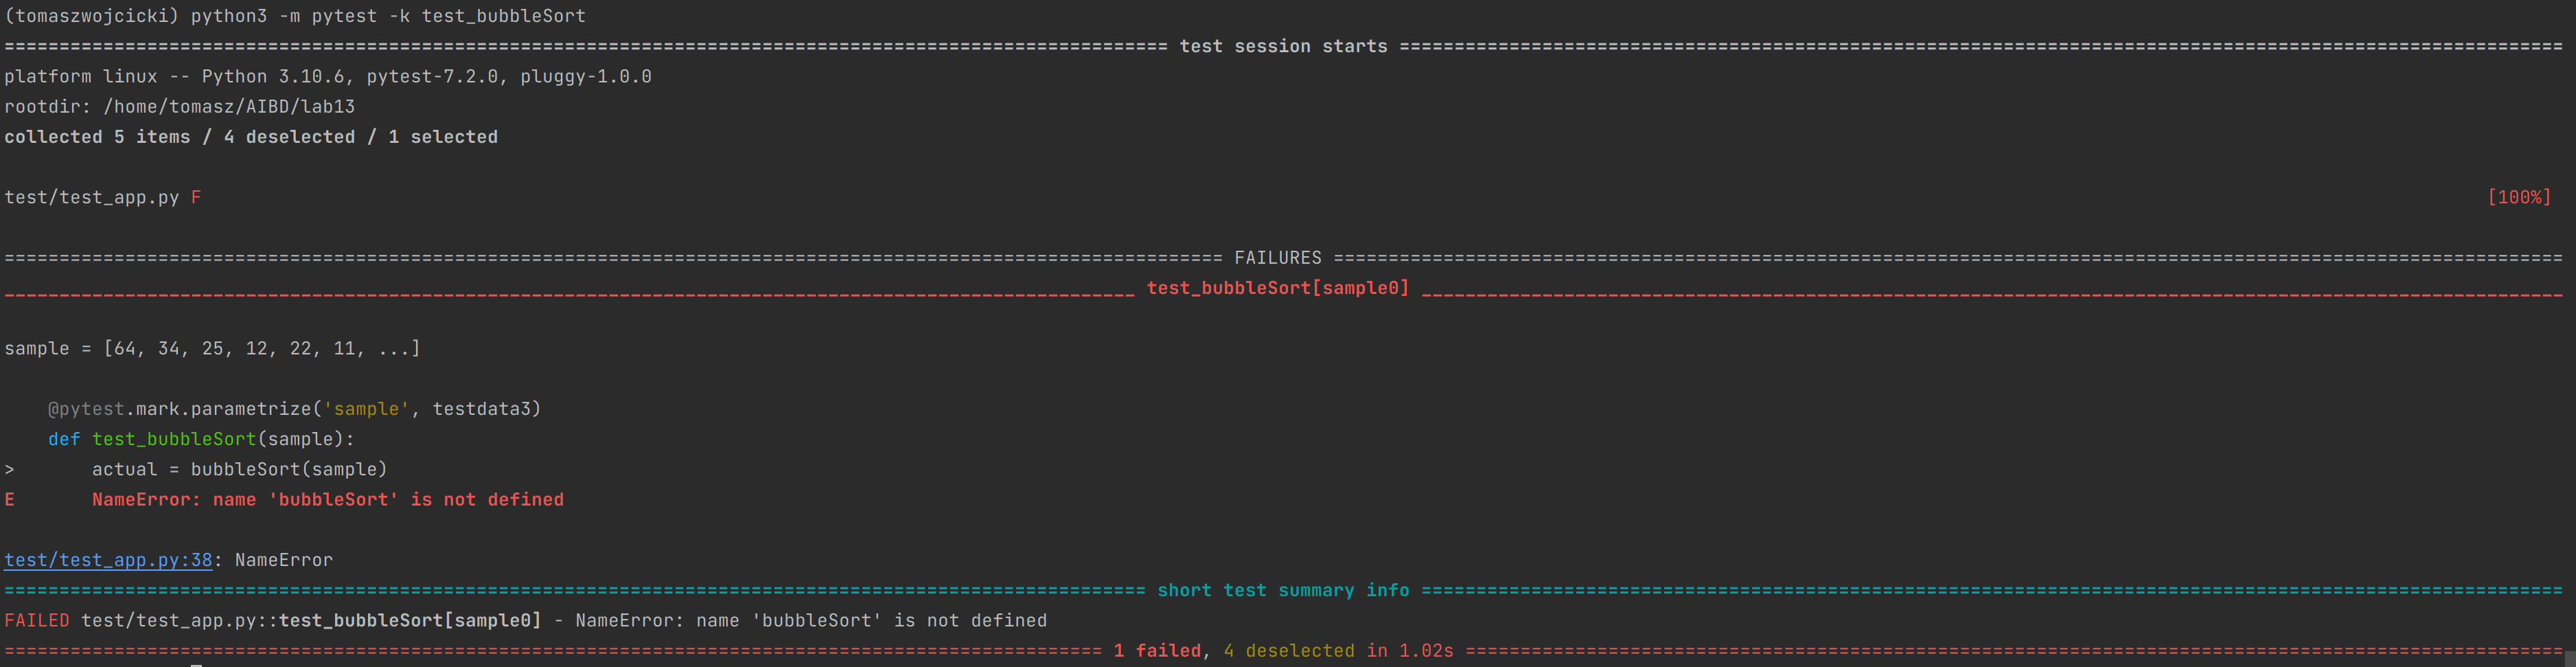 (tomaszwojcicki) python3 -m pytest -k test_bubbleSort
========================================================================================================== test session starts ==========================================================================================================
platform linux -- Python 3.10.6, pytest-7.2.0, pluggy-1.0.0
rootdir: /home/tomasz/AIBD/lab13
collected 5 items / 4 deselected / 1 selected
test/test_app.py F [100%]
=============================================================================================================== FAILURES ================================================================================================================
_______________________________________________________________________________________________________ test_bubbleSort[sample0] ________________________________________________________________________________________________________
sample = [64, 34, 25, 12, 22, 11, ...]
@pytest.mark.parametrize('sample', testdata3)
def test_bubbleSort(sample):
> actual = bubbleSort(sample)
E NameError: name 'bubbleSort' is not defined
test/test_app.py:38: NameError
======================================================================================================== short test summary info ========================================================================================================
FAILED test/test_app.py::test_bubbleSort[sample0] - NameError: name 'bubbleSort' is not defined
==================================================================================================== 1 failed, 4 deselected in 1.02s ====================================================================================================